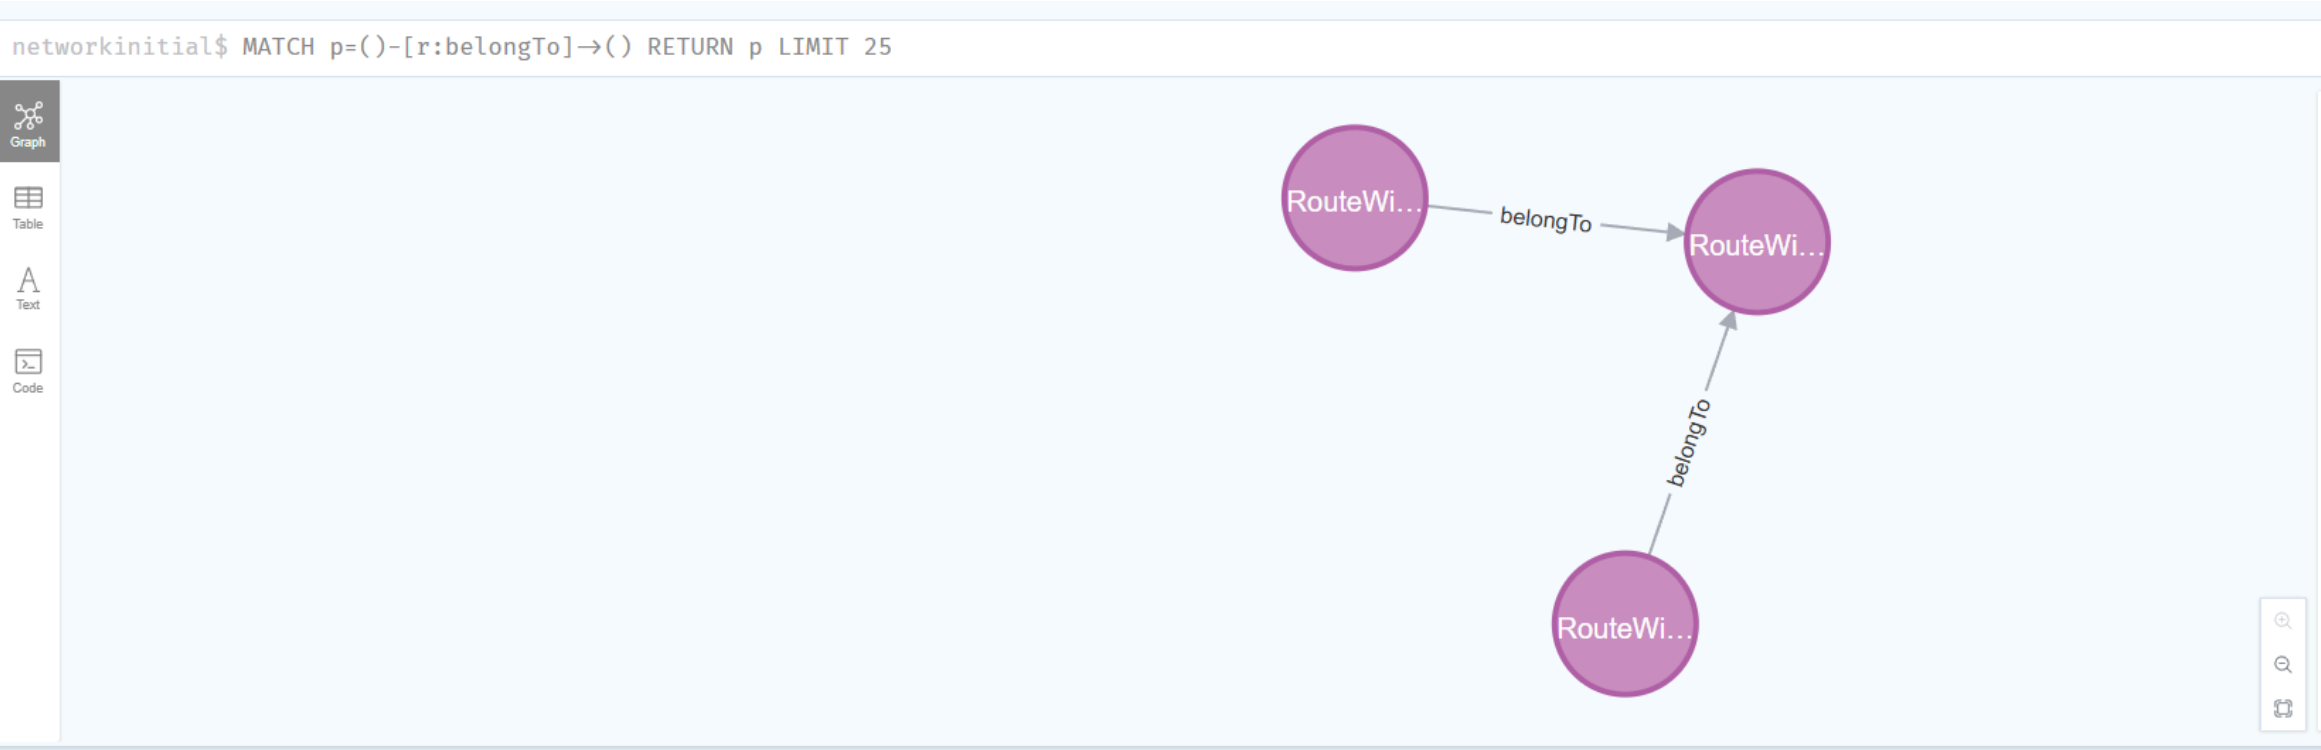 networkinitial$ MATCH p=()-[r:belongTo]→() RETURN p LIMIT 25
Graph
Table
Text
Code
RouteWi...
belongTo
RouteWi...
belongTo
RouteWi...